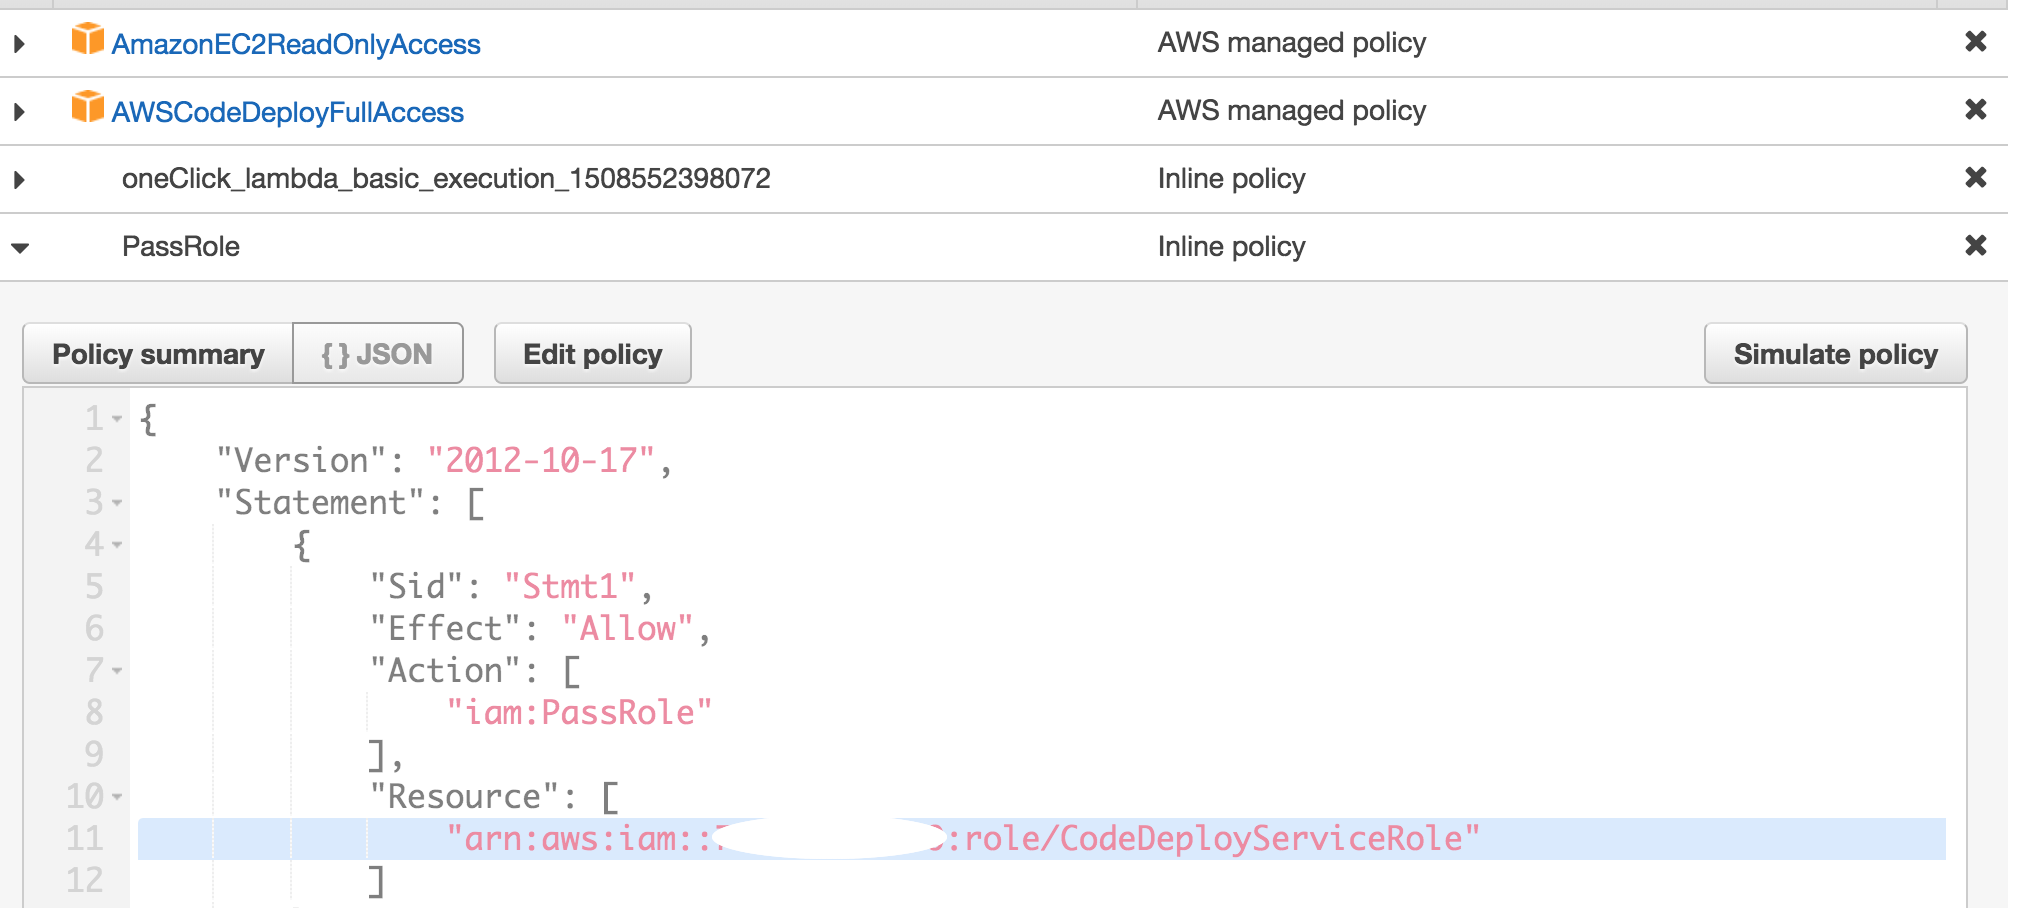 AmazonEC2ReadOnlyAccess AWS managed policy ✖
AWSCodeDeployFullAccess AWS managed policy ✖
oneClick_lambda_basic_execution_1508552398072 Inline policy ✖
PassRole Inline policy ✖
Policy summary {} JSON Edit policy Simulate policy
1 {
2 "Version": "2012-10-17",
3 "Statement": [
4 {
5 "Sid": "Stmt1",
6 "Effect": "Allow",
7 "Action": [
8 "iam:PassRole"
9 ],
10 "Resource": [
11 "arn:aws:iam:: :role/CodeDeployServiceRole"
12 ]